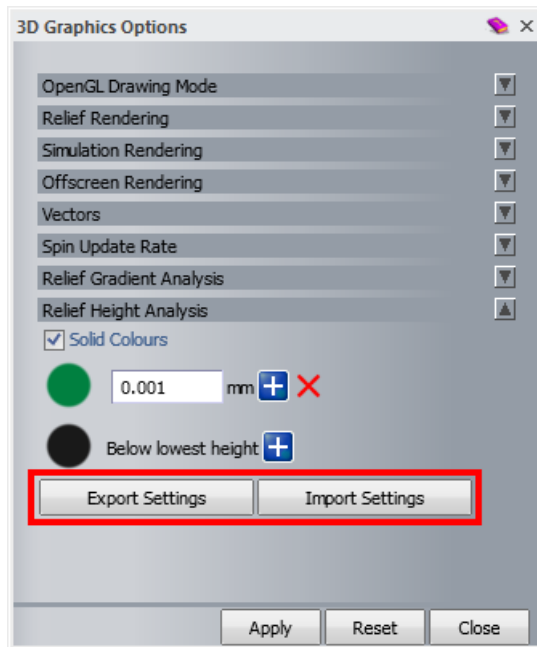 3D Graphics Options
OpenGL Drawing Mode
Relief Rendering
Simulation Rendering
Offscreen Rendering
Vectors
Spin Update Rate
Relief Gradient Analysis
Relief Height Analysis
Solid Colours
0.001 mm
Below lowest height
Export Settings Import Settings
Apply Reset Close